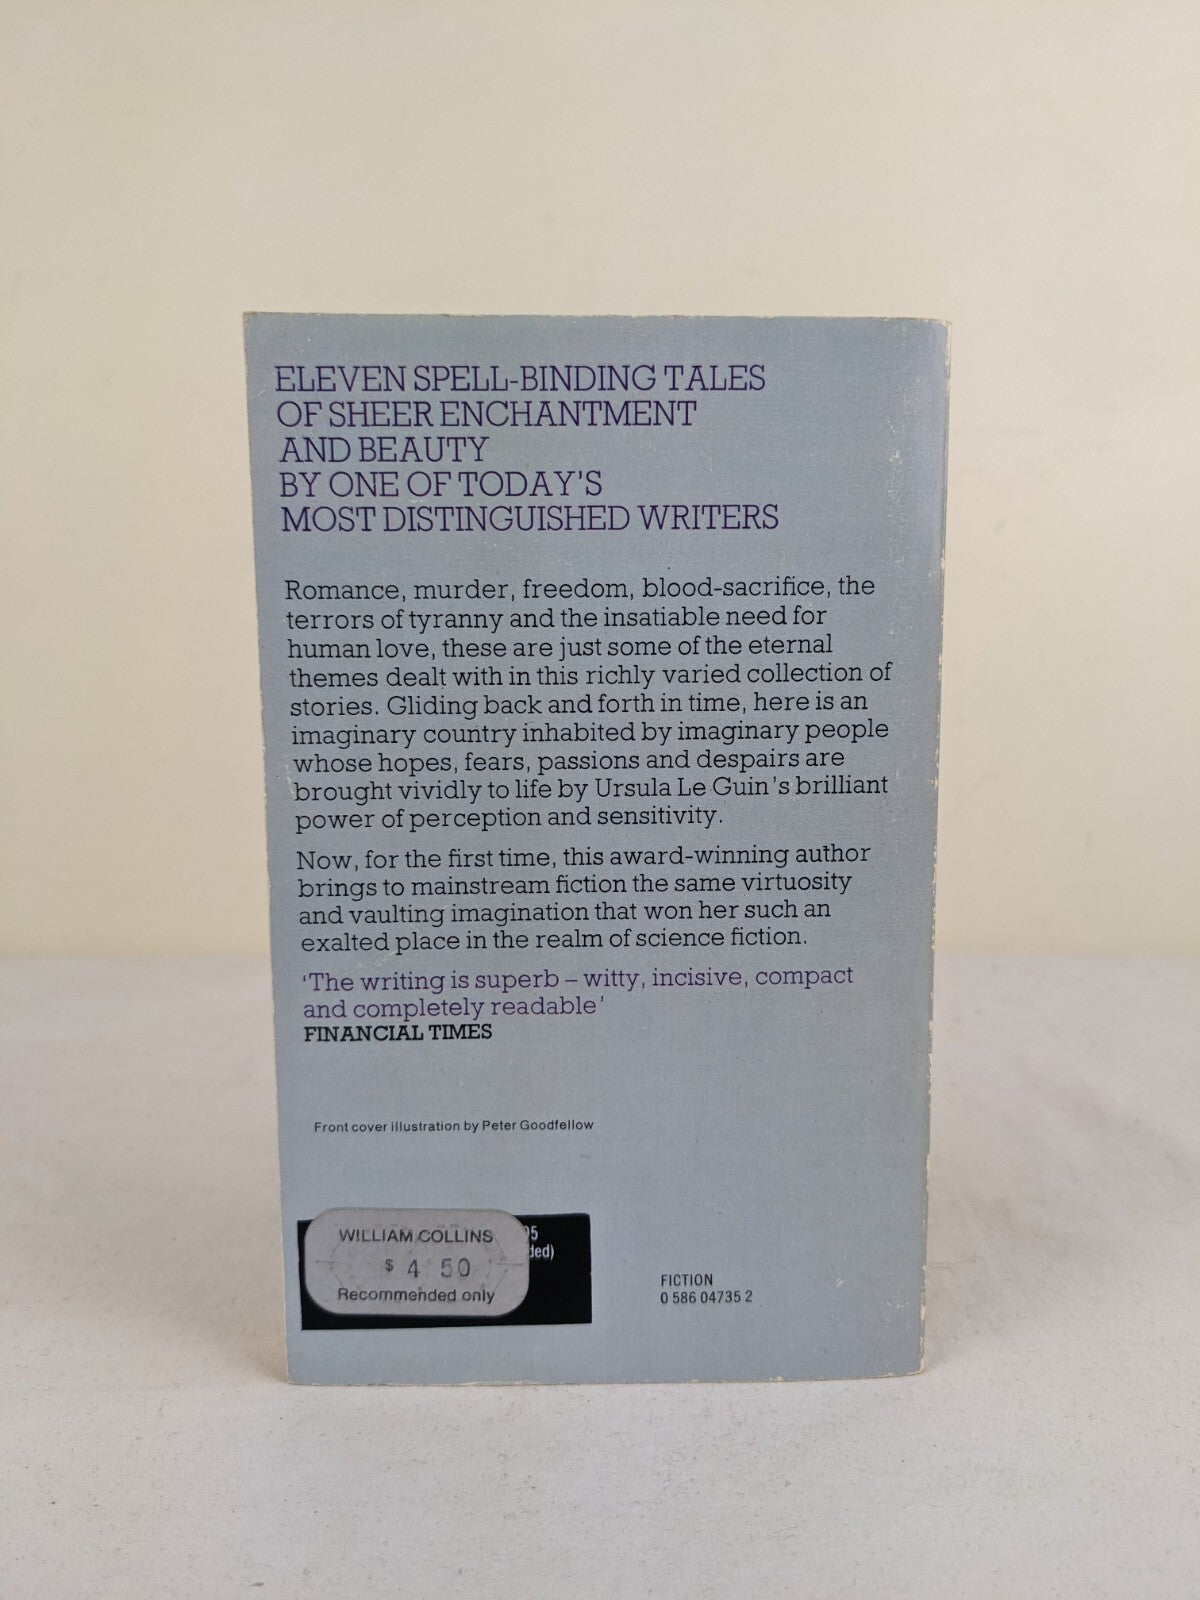 ELEVEN SPELL-BINDING TALES
OF SHEER ENCHANTMENT
AND BEAUTY
BY ONE OF TODAY'S
MOST DISTINGUISHED WRITERS
Romance, murder, freedom, blood-sacrifice, the
terrors of tyranny and the insatiable need for
human love, these are just some of the eternal
themes dealt with in this richly varied collection of
stories. Gliding back and forth in time, here is an
imaginary country inhabited by imaginary people
whose hopes, fears, passions and despairs are
brought vividly to life by Ursula Le Guin's brilliant
power of perception and sensitivity.
Now, for the first time, this award-winning author
brings to mainstream fiction the same virtuosity
and vaulting imagination that won her such an
exalted place in the realm of science fiction.
'The writing is superb – witty, incisive, compact
and completely readable'
FINANCIAL TIMES
Front cover illustration by Peter Goodfellow
WILLIAM COLLINS
$ 4 50
Recommended only
FICTION
0 586 04735 2